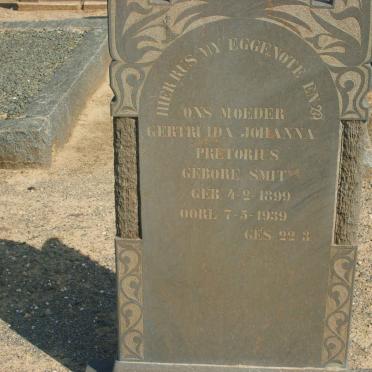 HIER RUS MY EGGENOTE EN
ONS MOEDER
GERTRUIDA JOHANNA
PRETORIUS
GEBORE SMIT
GEB 4-2-1899
OORL 7-5-1939
GES. 22 3